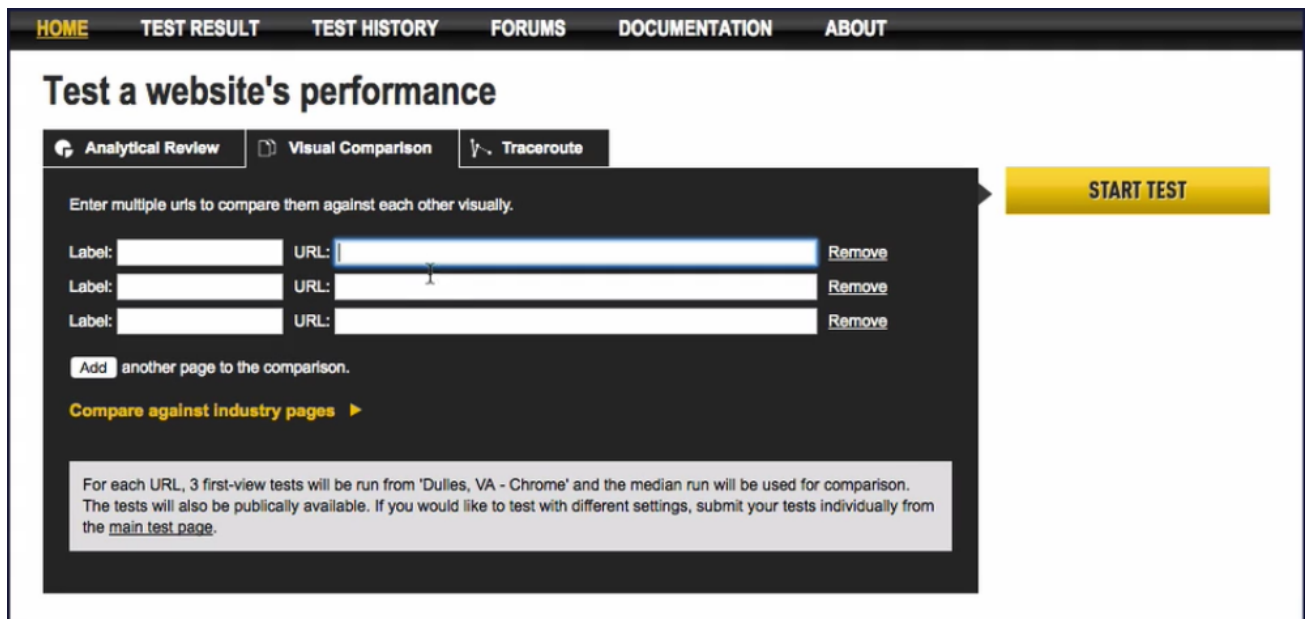 HOME TEST RESULT TEST HISTORY FORUMS DOCUMENTATION ABOUT
Test a website's performance
Analytical Review Visual Comparison Traceroute
START TEST
Enter multiple urls to compare them against each other visually.
Label: URL: Remove
Label: URL: Remove
Label: URL: Remove
Add another page to the comparison.
Compare against industry pages
For each URL, 3 first-view tests will be run from 'Dulles, VA - Chrome' and the median run will be used for comparison.
The tests will also be publically available. If you would like to test with different settings, submit your tests individually from
the main test page.